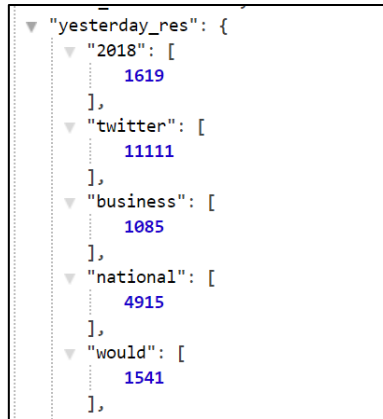 "yesterday_res": {
"2018": [
1619
],
"twitter": [
11111
],
"business": [
1085
],
"national": [
4915
],
"would": [
1541
],